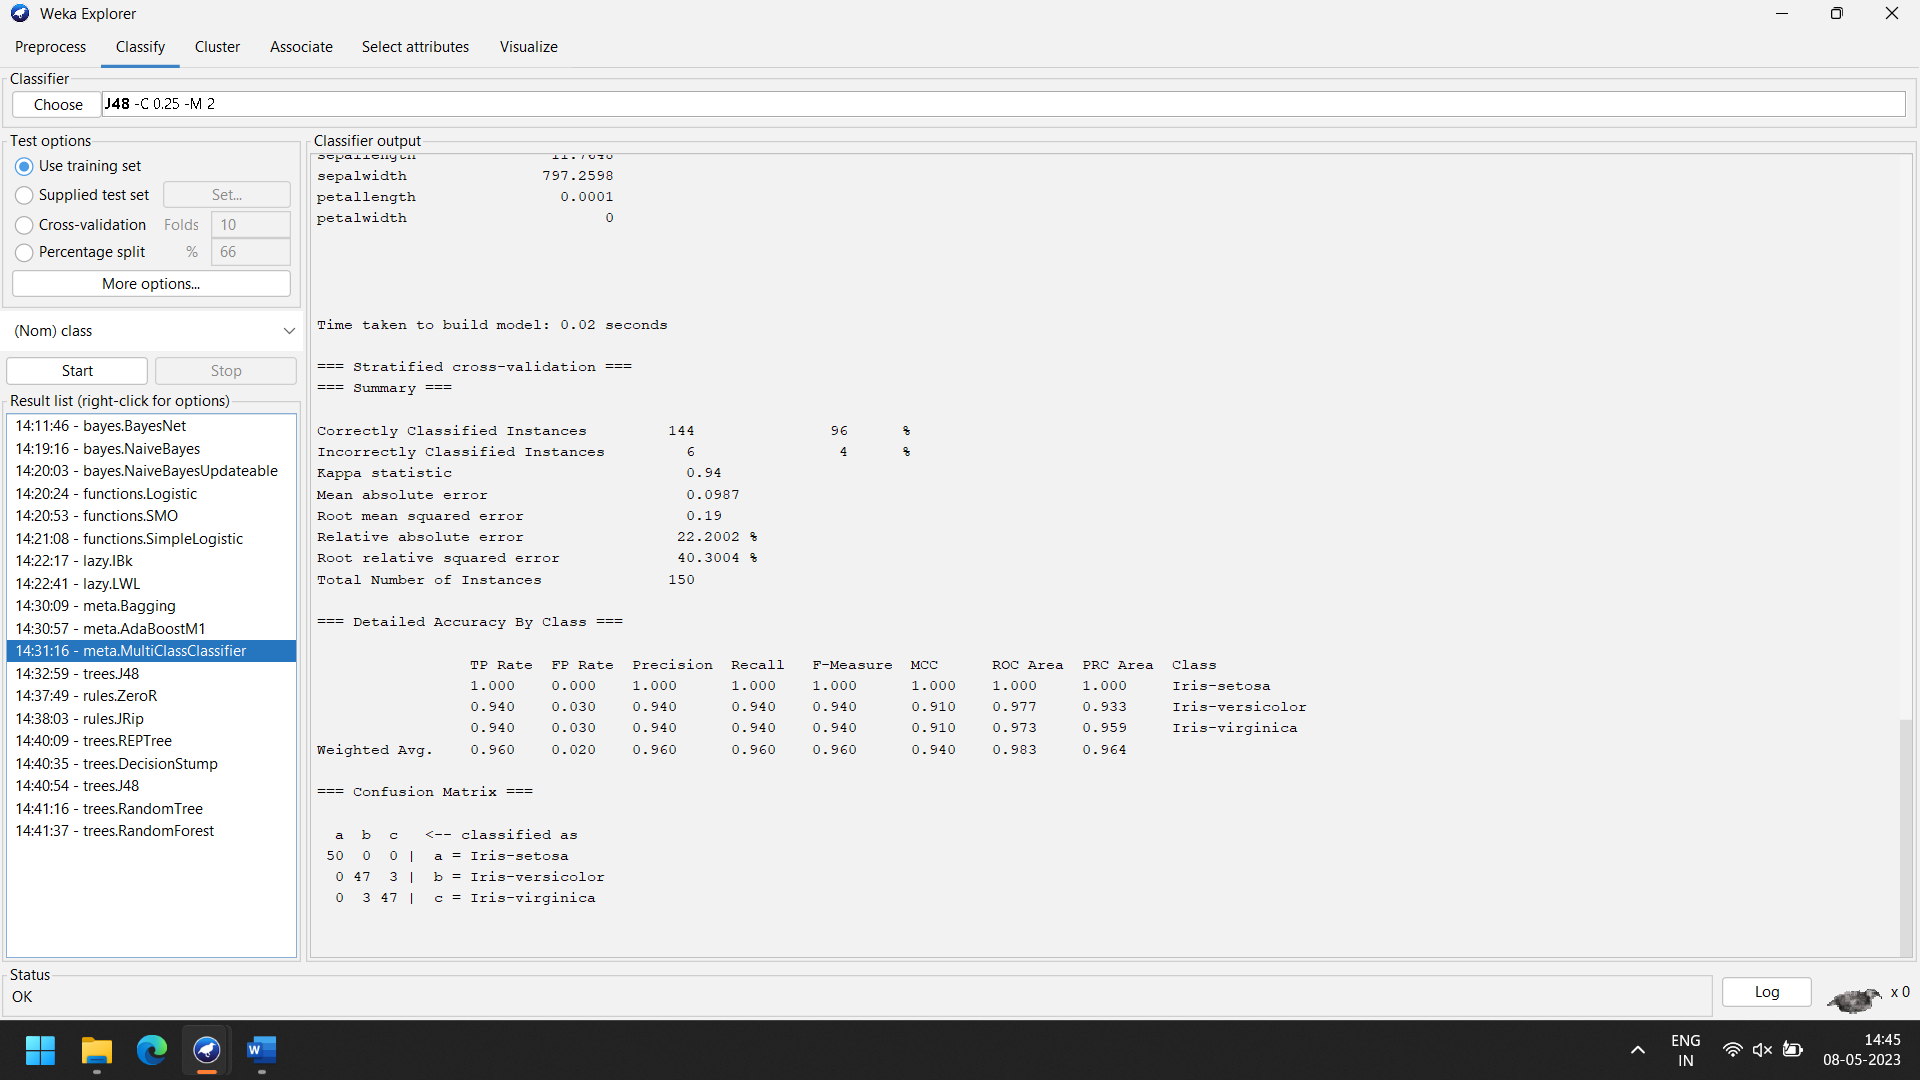 Weka Explorer
Preprocess Classify Cluster Associate Select attributes Visualize
Classifier
Choose J48 -C 0.25 -M 2
Test options
Use training set
Supplied test set Set...
Cross-validation Folds 10
Percentage split % 66
More options...
(Nom) class
Start Stop
Result list (right-click for options)
14:11:46 - bayes.BayesNet
14:19:16 - bayes.NaiveBayes
14:20:03 - bayes.NaiveBayesUpdateable
14:20:24 - functions.Logistic
14:20:53 - functions.SMO
14:21:08 - functions.SimpleLogistic
14:22:17 - lazy.IBk
14:22:41 - lazy.LWL
14:30:09 - meta.Bagging
14:30:57 - meta.AdaBoostM1
14:31:16 - meta.MultiClassClassifier
14:32:59 - trees.J48
14:37:49 - rules.ZeroR
14:38:03 - rules.JRip
14:40:09 - trees.REPTree
14:40:35 - trees.DecisionStump
14:40:54 - trees.J48
14:41:16 - trees.RandomTree
14:41:37 - trees.RandomForest
Classifier output
sepallength
sepalwidth 797.2598
petallength 0.0001
petalwidth 0
Time taken to build model: 0.02 seconds
=== Stratified cross-validation ===
=== Summary ===
Correctly Classified Instances 144 96 %
Incorrectly Classified Instances 6 4 %
Kappa statistic 0.94
Mean absolute error 0.0987
Root mean squared error 0.19
Relative absolute error 22.2002 %
Root relative squared error 40.3004 %
Total Number of Instances 150
=== Detailed Accuracy By Class ===
TP Rate FP Rate Precision Recall F-Measure MCC ROC Area PRC Area Class
1.000 0.000 1.000 1.000 1.000 1.000 1.000 1.000 Iris-setosa
0.940 0.030 0.940 0.940 0.940 0.910 0.977 0.933 Iris-versicolor
0.940 0.030 0.940 0.940 0.940 0.910 0.973 0.959 Iris-virginica
Weighted Avg. 0.960 0.020 0.960 0.960 0.960 0.940 0.983 0.964
=== Confusion Matrix ===
a b c <-- classified as
50 0 0 | a = Iris-setosa
0 47 3 | b = Iris-versicolor
0 3 47 | c = Iris-virginica
Status
OK
Log x 0
W
ENG
IN
14:45
08-05-2023